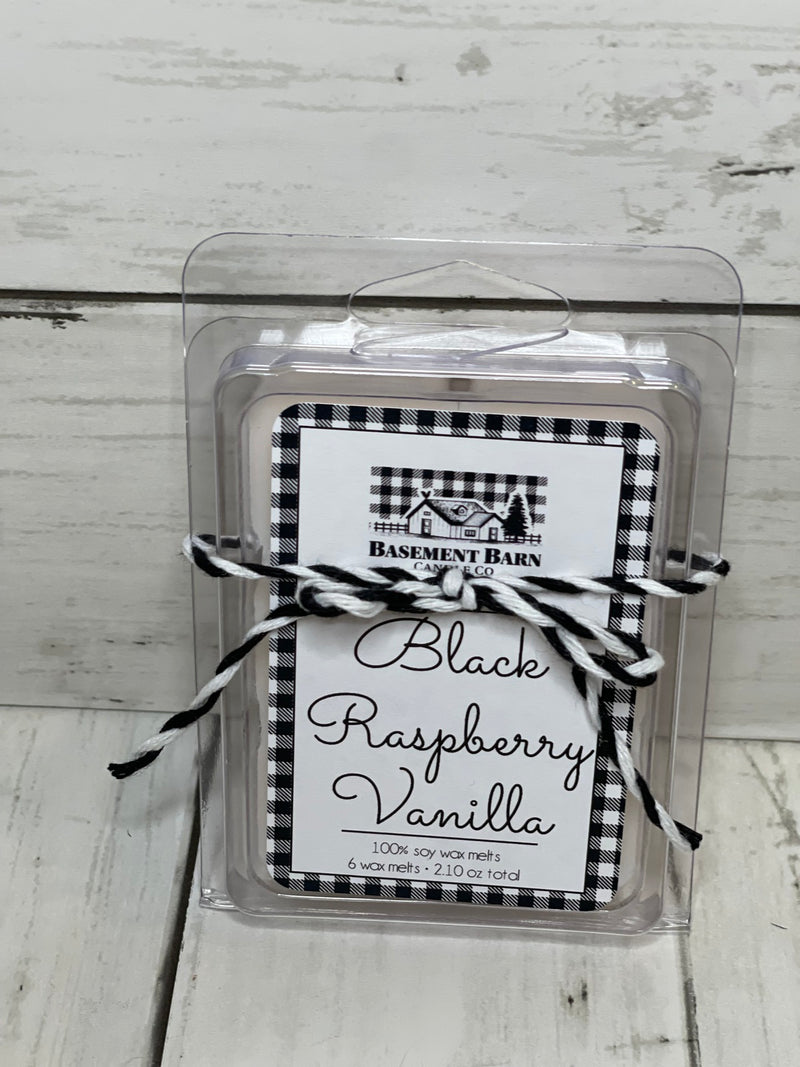 BASEMENT BARN
CANDLE CO
Black
Raspberry
Vanilla
100% soy wax melts
6 wax melts • 2.10 oz total